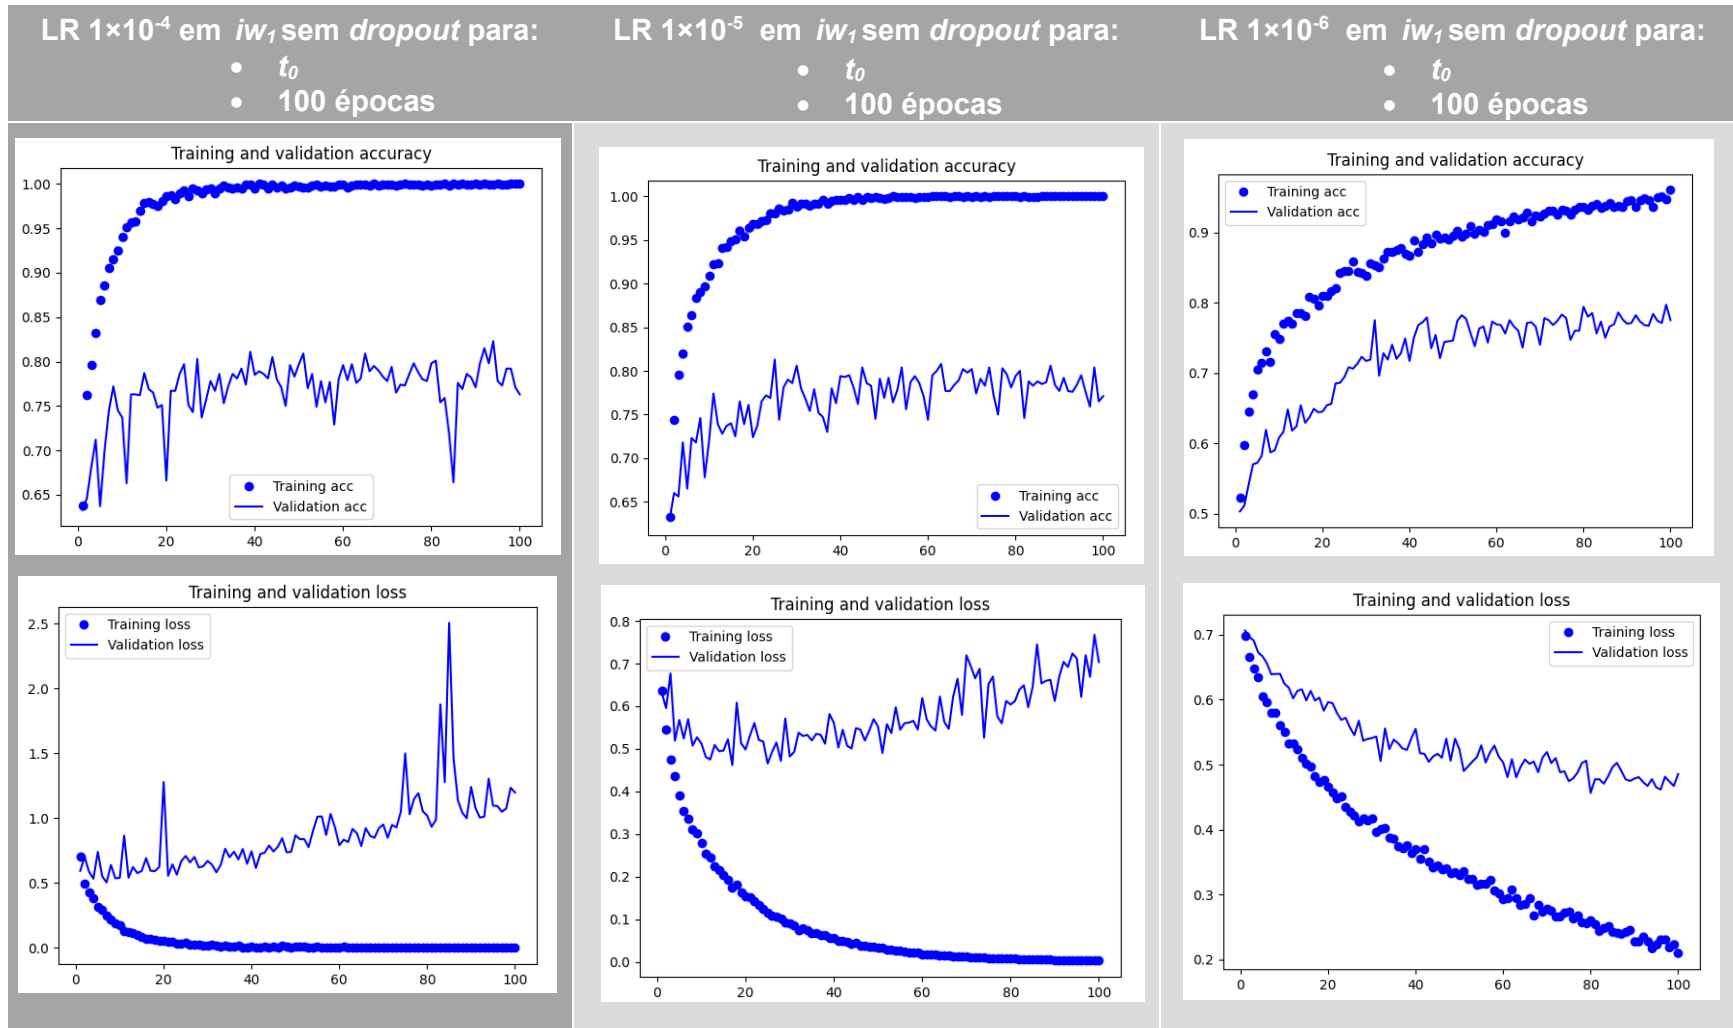 LR 1×10⁻⁴ em iw₁ sem dropout para:
• t₀
• 100 épocas
LR 1×10⁻⁵ em iw₁ sem dropout para:
• t₀
• 100 épocas
LR 1×10⁻⁶ em iw₁ sem dropout para:
• t₀
• 100 épocas
Training and validation accuracy
1.00
0.95
0.90
0.85
0.80
0.75
0.70
0.65
Training acc
Validation acc
0 20 40 60 80 100
Training and validation accuracy
1.00
0.95
0.90
0.85
0.80
0.75
0.70
0.65
Training acc
Validation acc
0 20 40 60 80 100
Training and validation accuracy
Training acc
Validation acc
0.9
0.8
0.7
0.6
0.5
0 20 40 60 80 100
Training and validation loss
Training loss
Validation loss
2.5
2.0
1.5
1.0
0.5
0.0
0 20 40 60 80 100
Training and validation loss
Training loss
Validation loss
0.8
0.7
0.6
0.5
0.4
0.3
0.2
0.1
0.0
0 20 40 60 80 100
Training and validation loss
Training loss
Validation loss
0.7
0.6
0.5
0.4
0.3
0.2
0 20 40 60 80 100